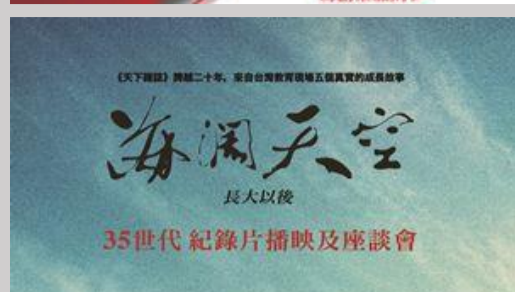 《天下雜誌》跨越二十年，來自台灣教育現場五個真實的成長故事
海闊天空
長大以後
35世代 紀錄片播映及座談會